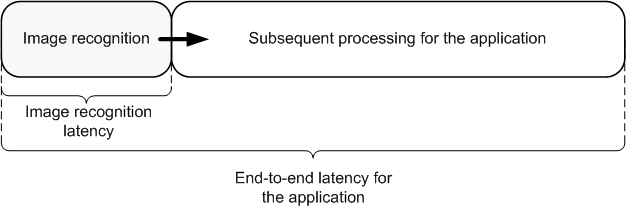 Image recognition
Subsequent processing for the application
Image recognition
latency
End-to-end latency for
the application